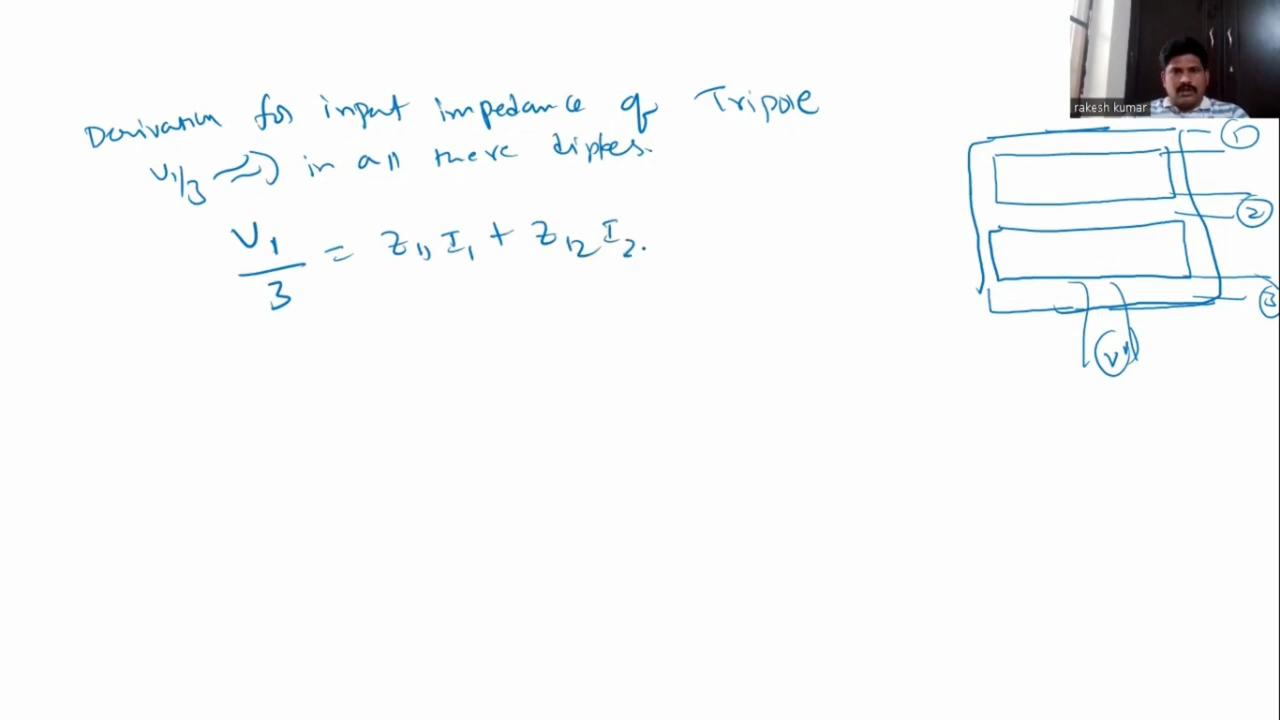 Derivation for input impedance of Tripole
V1/3 ⇒ in all there diples.
V1/3 = Z11 I1 + Z12 I2.
rakesh kumar
1
2
3
V